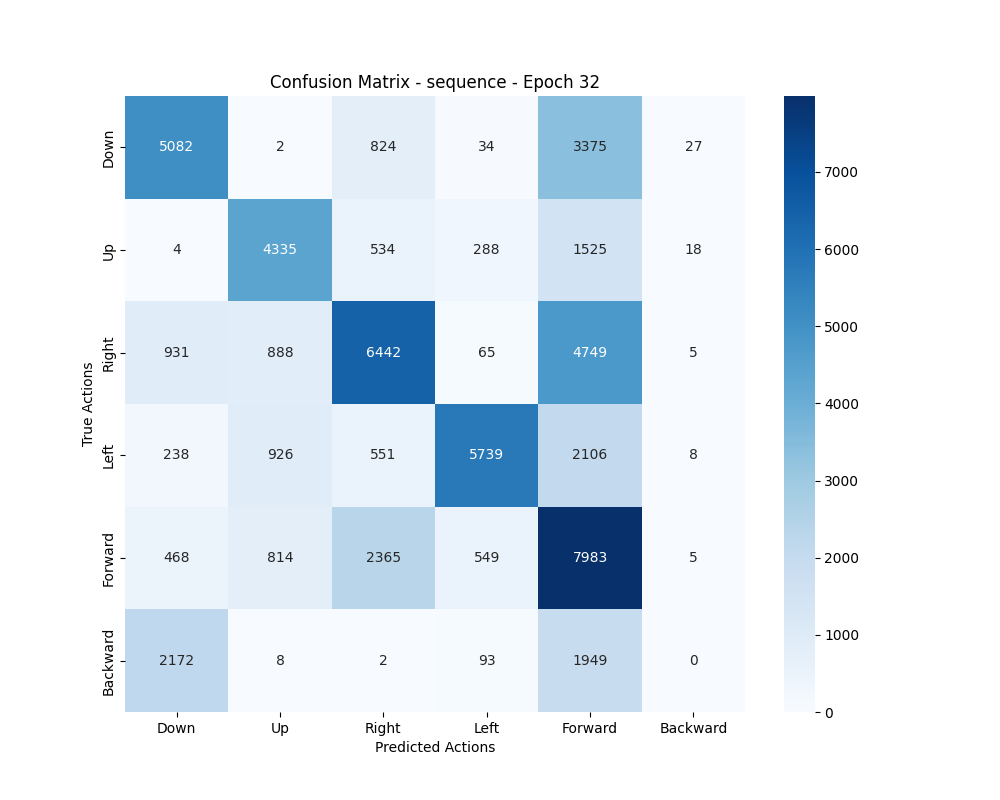 Confusion Matrix - sequence - Epoch 32
Down 5082 2 824 34 3375 27
Up 4 4335 534 288 1525 18
Right 931 888 6442 65 4749 5
Left 238 926 551 5739 2106 8
Forward 468 814 2365 549 7983 5
Backward 2172 8 2 93 1949 0
Down Up Right Left Forward Backward
Predicted Actions
True Actions
7000
6000
5000
4000
3000
2000
1000
0